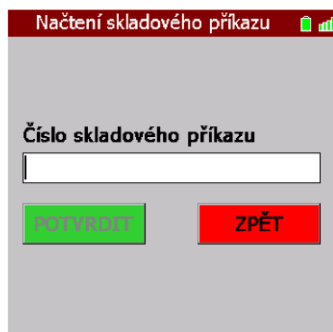 Načtení skladového příkazu
Číslo skladového příkazu
POTVRDIT
ZPĚT